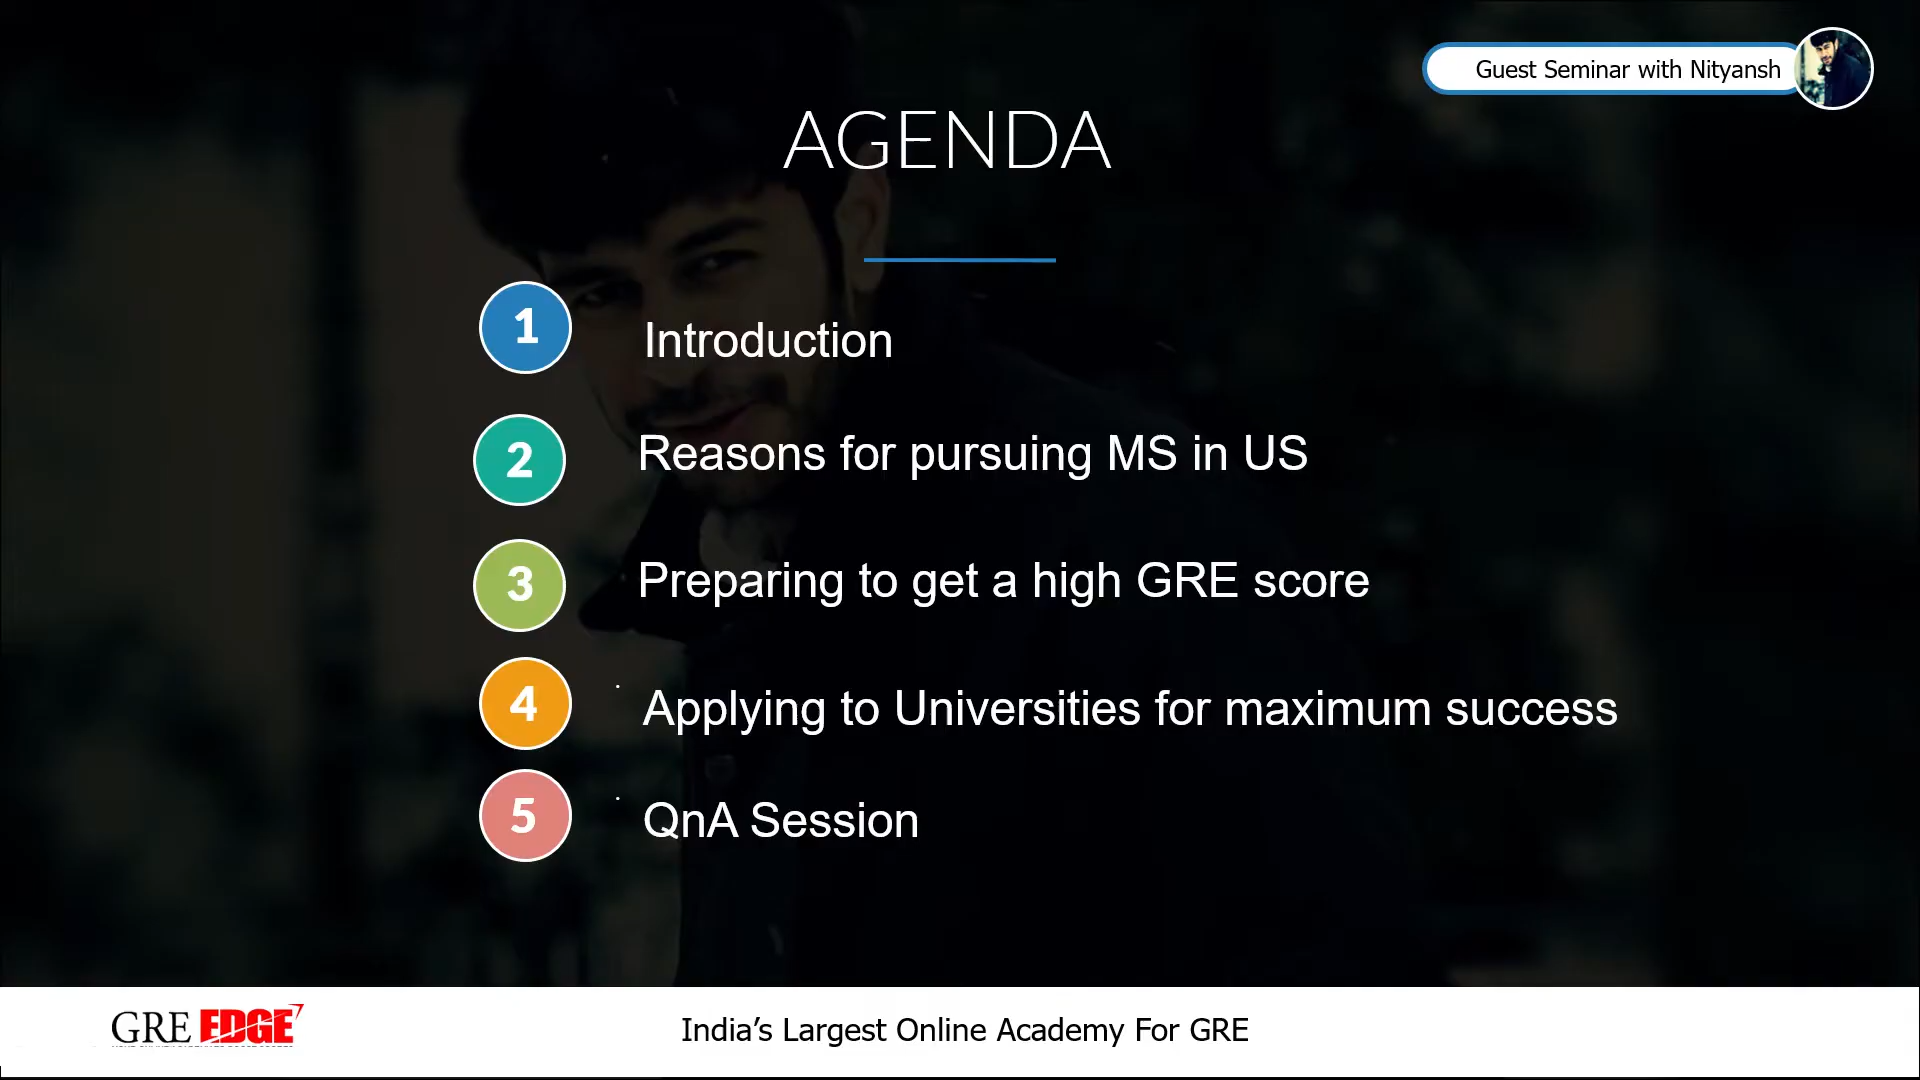 Guest Seminar with Nityansh
AGENDA
1 Introduction
2 Reasons for pursuing MS in US
3 Preparing to get a high GRE score
4 Applying to Universities for maximum success
5 QnA Session
GRE EDGE
India’s Largest Online Academy For GRE